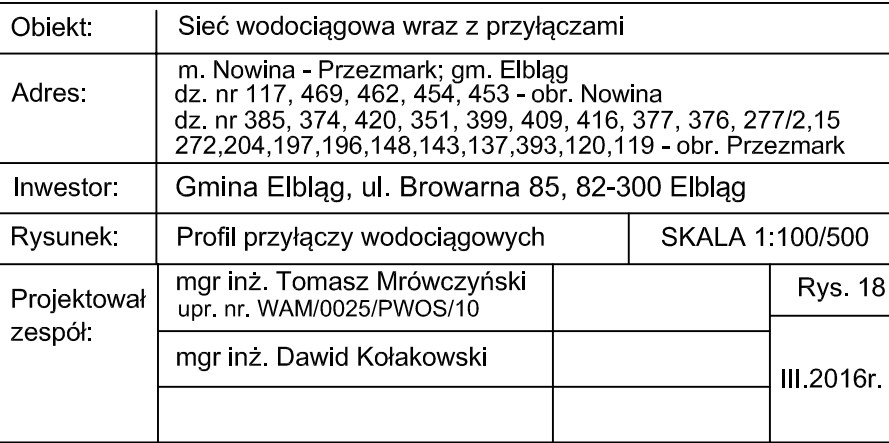 Obiekt: Sieć wodociągowa wraz z przyłączami
Adres: m. Nowina - Przezmark; gm. Elbląg
dz. nr 117, 469, 462, 454, 453 - obr. Nowina
dz. nr 385, 374, 420, 351, 399, 409, 416, 377, 376, 277/2,15
272,204,197,196,148,143,137,393,120,119 - obr. Przezmark
Inwestor: Gmina Elbląg, ul. Browarna 85, 82-300 Elbląg
Rysunek: Profil przyłączy wodociągowych SKALA 1:100/500
Projektował zespół:
mgr inż. Tomasz Mrówczyński
upr. nr. WAM/0025/PWOS/10
Rys. 18
mgr inż. Dawid Kołakowski
III.2016r.